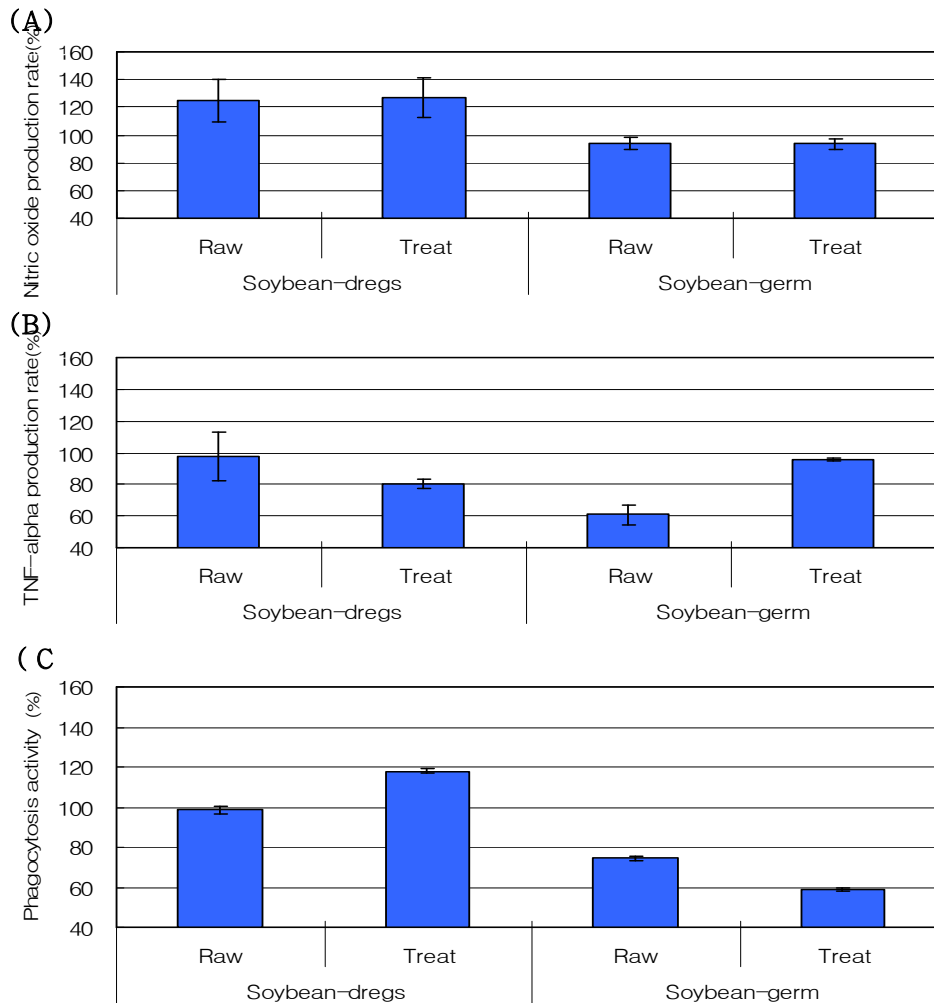 (A)
Nitric oxide production rate(%)
160
140
120
100
80
60
40
Raw Treat Raw Treat
Soybean-dregs Soybean-germ
(B)
TNF-alpha production rate(%)
160
140
120
100
80
60
40
Raw Treat Raw Treat
Soybean-dregs Soybean-germ
(C
Phagocytosis activity (%)
160
140
120
100
80
60
40
Raw Treat Raw Treat
Soybean-dregs Soybean-germ